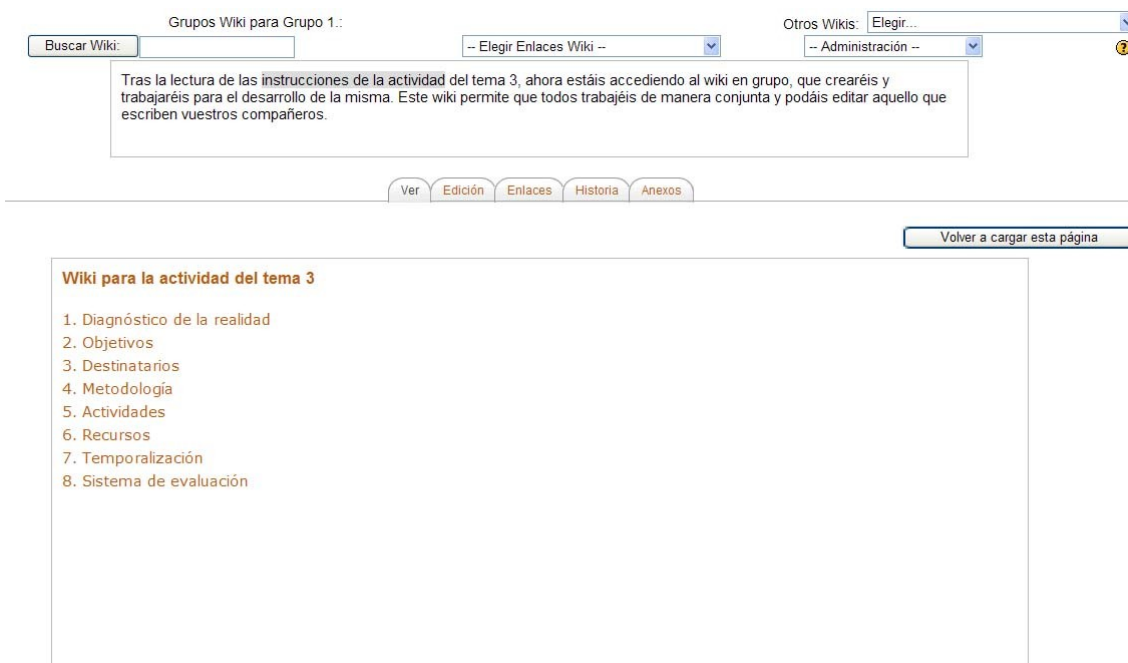 Grupos Wiki para Grupo 1.:
Otros Wikis: Elegir...
Buscar Wiki:
-- Elegir Enlaces Wiki --
-- Administración --
?
Tras la lectura de las instrucciones de la actividad del tema 3, ahora estáis accediendo al wiki en grupo, que crearéis y
trabajaréis para el desarrollo de la misma. Este wiki permite que todos trabajéis de manera conjunta y podáis editar aquello que
escriben vuestros compañeros.
Ver Edición Enlaces Historia Anexos
Volver a cargar esta página
Wiki para la actividad del tema 3
1. Diagnóstico de la realidad
2. Objetivos
3. Destinatarios
4. Metodología
5. Actividades
6. Recursos
7. Temporalización
8. Sistema de evaluación